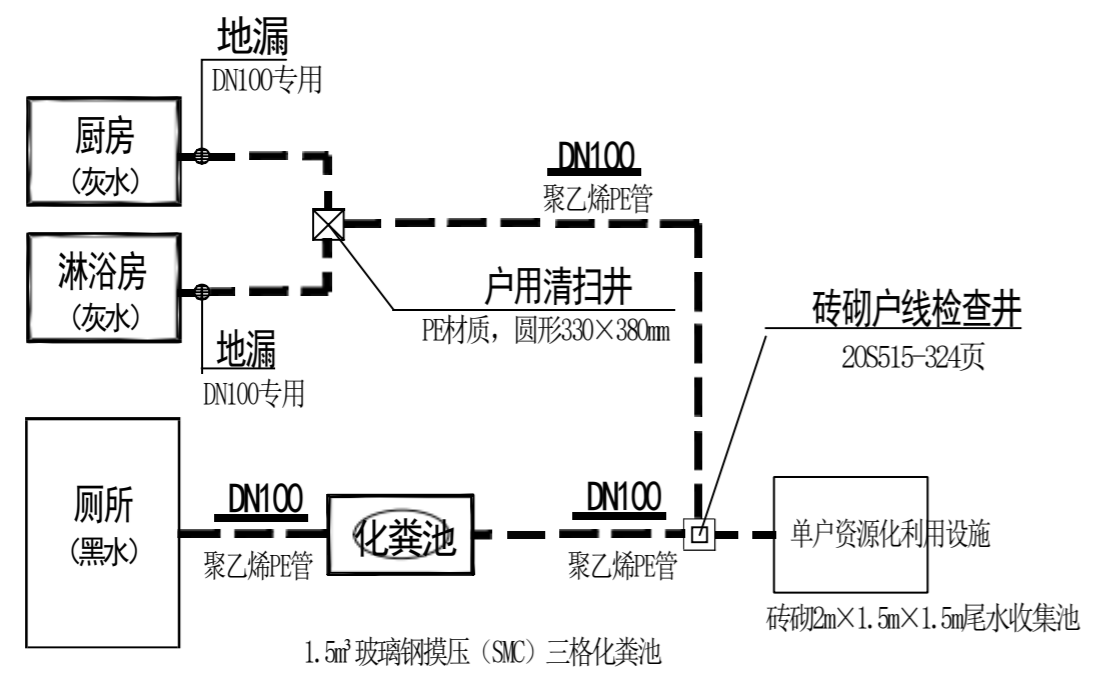 地漏
DN100专用
厨房
(灰水)
DN100
聚乙烯PE管
淋浴房
(灰水)
户用清扫井
PE材质，圆形330×380mm
砖砌户线检查井
20S515-324页
地漏
DN100专用
厕所
(黑水)
DN100
聚乙烯PE管
化粪池
DN100
聚乙烯PE管
单户资源化利用设施
砖砌2m×1.5m×1.5m尾水收集池
1.5m³玻璃钢摸压（SMC）三格化粪池